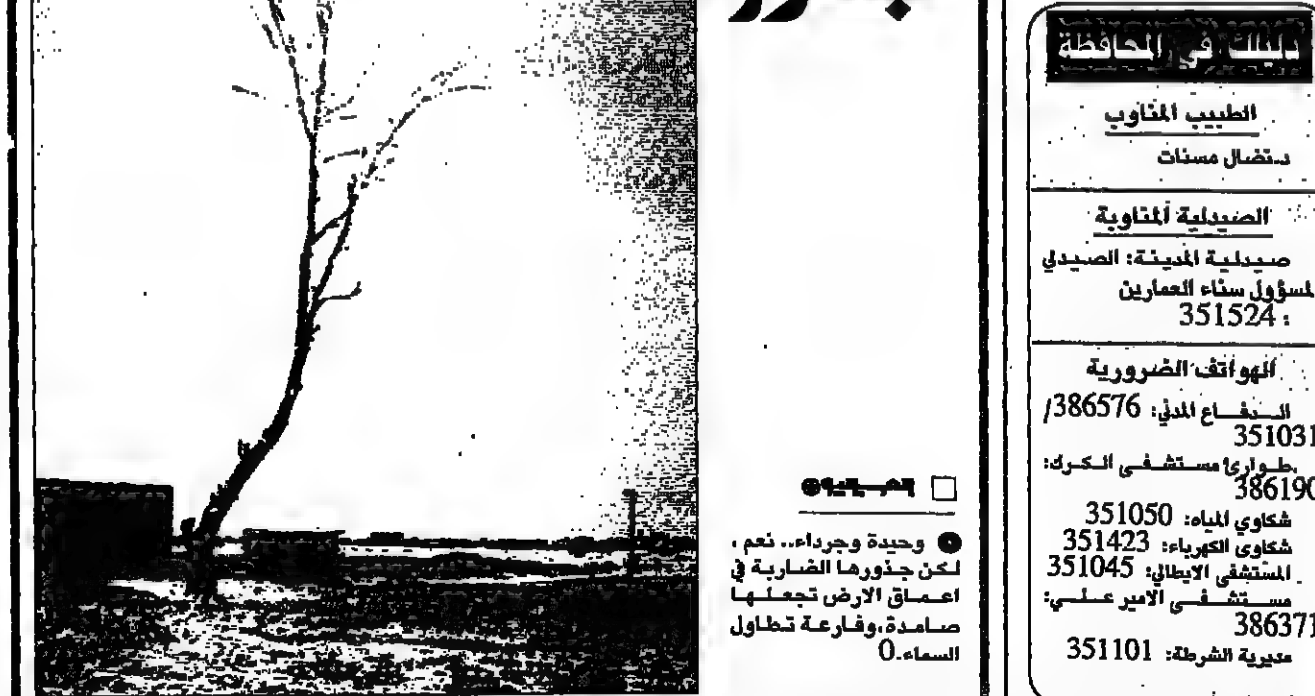 دليلك في المحافظة
الطبيب المناوب
د.نضال مسنات
الصيدلية المناوبة
صيدلية المدينة: الصيدلي
المسؤول سناء العمارين
: 351524
الهواتف الضرورية
الدفاع المدني: 386576/
351031
طوارئ مستشفى الكرك:
386190
شكاوي المياه: 351050
شكاوى الكهرباء: 351423
المستشفى الايطالي: 351045
مستشفى الامير علي:
386371
مديرية الشرطة: 351101
● وحيدة وجرداء.. نعم ،
لكن جذورها الضاربة في
اعماق الارض تجعلها
صامدة،وفارعة تطاول
السماء.0